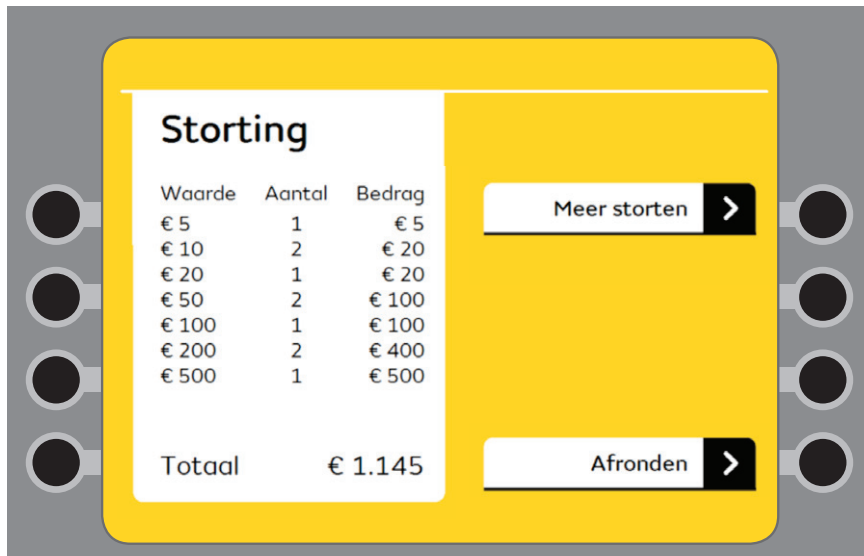 Storting
Waarde Aantal Bedrag
€ 5 1 € 5
€ 10 2 € 20
€ 20 1 € 20
€ 50 2 € 100
€ 100 1 € 100
€ 200 2 € 400
€ 500 1 € 500
Totaal € 1.145
Meer storten
Afronden